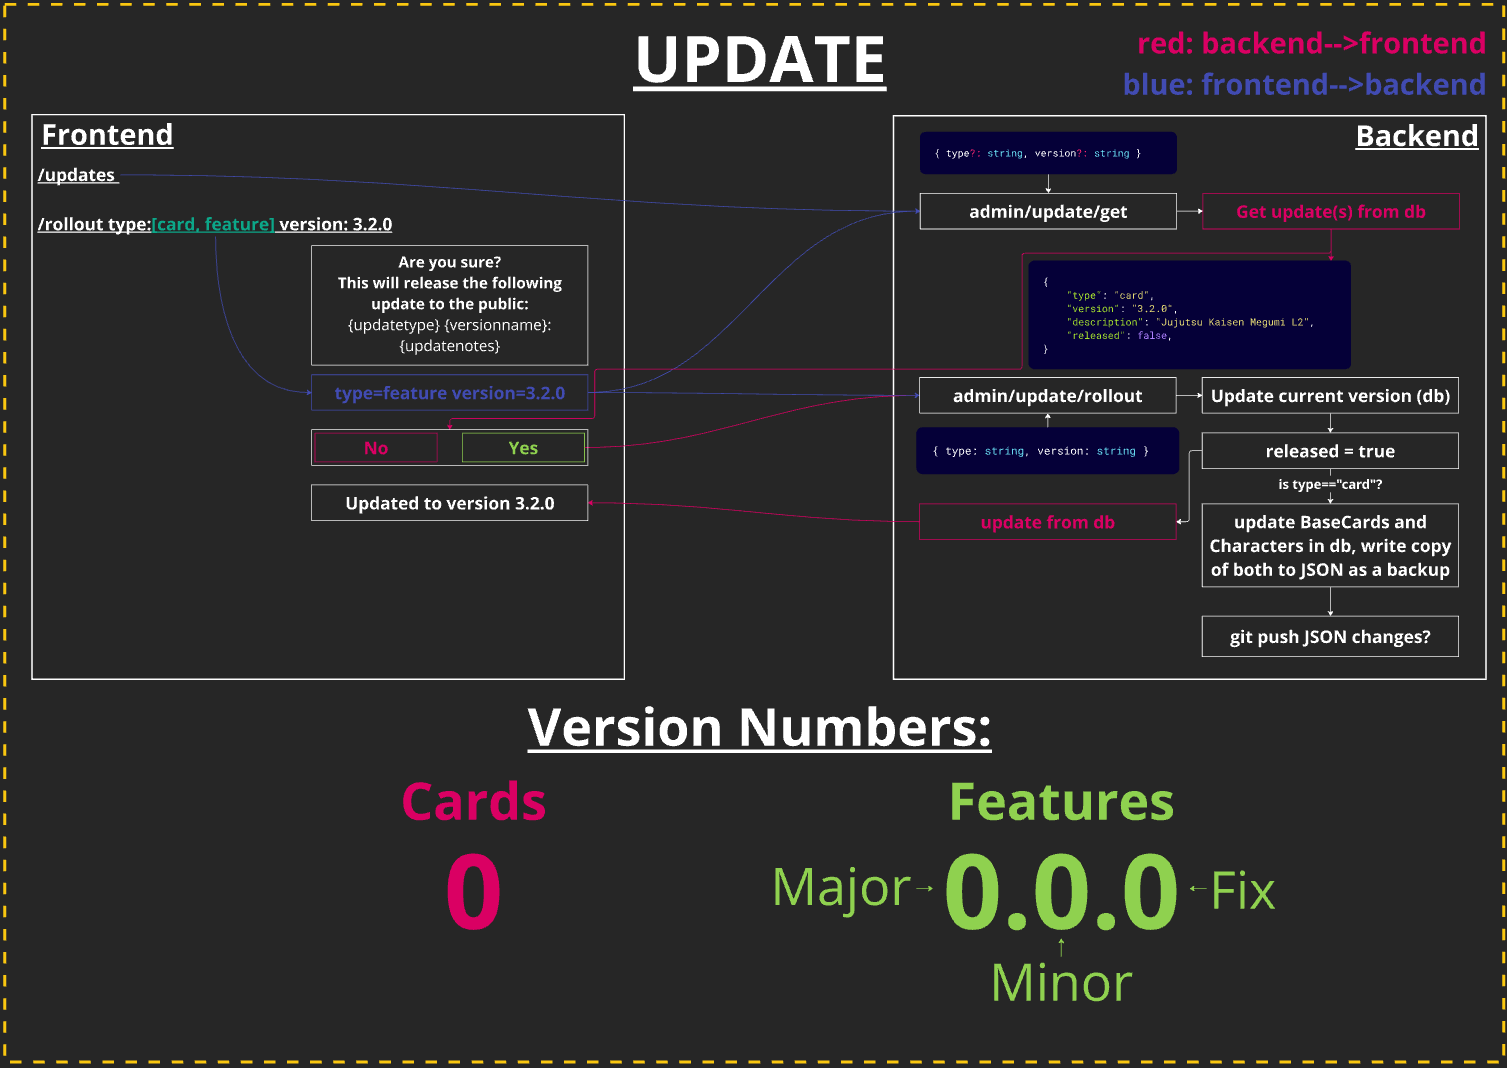 UPDATE
red: backend-->frontend
blue: frontend-->backend
Frontend
/updates
/rollout type:[card, feature] version: 3.2.0
Are you sure?
This will release the following
update to the public:
{updatetype} {versionname}:
{updatenotes}
type=feature version=3.2.0
No
Yes
Updated to version 3.2.0
Backend
{ type?: string, version?: string }
admin/update/get
Get update(s) from db
{
"type": "card",
"version": "3.2.0",
"description": "Jujutsu Kaisen Megumi L2",
"released": false,
}
admin/update/rollout
Update current version (db)
{ type: string, version: string }
released = true
is type=="card"?
update from db
update BaseCards and
Characters in db, write copy
of both to JSON as a backup
git push JSON changes?
Version Numbers:
Cards
0
Features
Major
0.0.0
Fix
Minor